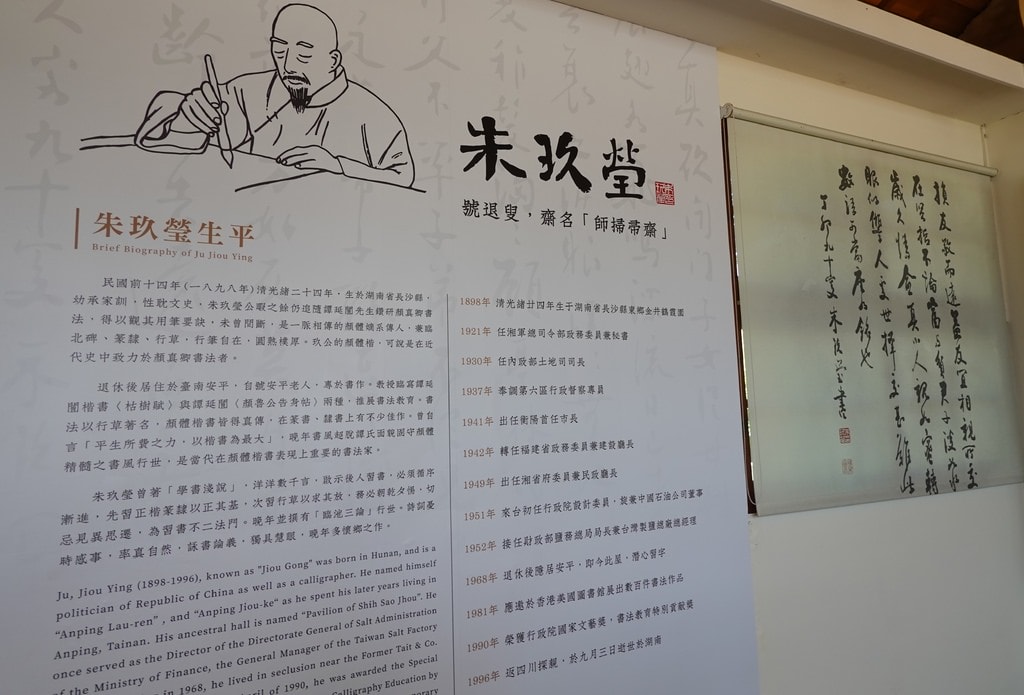 朱玖瑩
號退叟，齋名「師掃帚齋」
朱玖瑩生平
Brief Biography of Ju Jiou Ying
民國前十四年(一八九八年)清光緒二十四年，生於湖南省長沙縣，
幼承家訓，性耽文史，朱玖瑩公暇之餘仍追隨譚延闓先生鑽研顏真卿書
法，得以觀其用筆要訣，未曾間斷，是一脈相傳的顏體嫡系傳人，兼臨
北碑、篆隸、行草，行筆自在，圓熟樸厚。玖公的顏體楷，可說是在近
代史中致力於顏真卿書法者。
退休後居住於臺南安平，自號安平老人，專於書作。教授臨寫譚延
闓楷書〈枯樹賦〉與譚延闓〈顏魯公告身帖〉兩種，推展書法教育。書
法以行草著名，顏體楷書皆得真傳，在篆書、隸書上有不少佳作。曾自
言「平生所費之力，以楷書為最大」，晚年書風超脫譚氏面貌固守顏體
精髓之書風行世，是當代在顏體楷書表現上重要的書法家。
朱玖瑩曾著「學書淺說」，洋洋數千言，啟示後人習書，必須循序
漸進，先習正楷篆隸以正其基，次習行草以求其放，務必朝乾夕惕，切
忌見異思遷，為習書不二法門。晚年並撰有「臨池三論」行世。詩詞憂
時感事，率真自然，詠書論義，獨具慧眼，晚年多懷鄉之作。
Ju, Jiou Ying (1898-1996), known as "Jiou Gong" was born in Hunan, and is a
politician of Republic of China as well as a calligrapher. He named himself
"Anping Lau-ren" , and "Anping Jiou-ke" as he spent his later years living in
Anping, Tainan. His ancestral hall is named "Pavilion of Shih Sao Jhou". He
once served as the Director of the Directorate General of Salt Administration
of the Ministry of Finance, the General Manager of the Taiwan Salt Factory
in 1968, he lived in seclusion near the Former Tait & Co.
of 1990, he was awarded the Special
Calligraphy Education by
1898年 清光緒廿四年生于湖南省長沙縣東鄉金井鶴霞園
1921年 任湘軍總司令部政務委員兼秘書
1930年 任內政部土地司司長
1937年 奉調第六區行政督察專員
1941年 出任衡陽首任市長
1942年 轉任福建省政務委員兼建設廳長
1949年 出任湘省府委員兼民政廳長
1951年 來台初任行政院設計委員，旋兼中國石油公司董事
1952年 接任財政部鹽務總局局長兼台灣製鹽總廠總經理
1968年 退休後隱居安平，即今此屋，潛心習字
1981年 應邀於香港美國圖書館展出數百件書法作品
1990年 榮獲行政院國家文藝獎，書法教育特別貢獻獎
1996年 返四川探親，於九月三日逝世於湖南